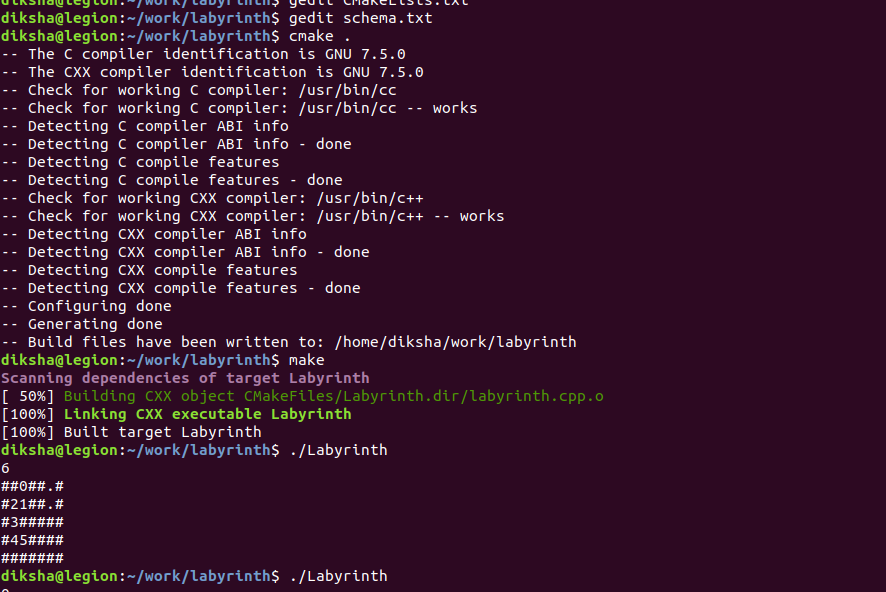 diksha@legion:~/work/labyrinth$ gedit CMakeLists.txt
diksha@legion:~/work/labyrinth$ gedit schema.txt
diksha@legion:~/work/labyrinth$ cmake .
-- The C compiler identification is GNU 7.5.0
-- The CXX compiler identification is GNU 7.5.0
-- Check for working C compiler: /usr/bin/cc
-- Check for working C compiler: /usr/bin/cc -- works
-- Detecting C compiler ABI info
-- Detecting C compiler ABI info - done
-- Detecting C compile features
-- Detecting C compile features - done
-- Check for working CXX compiler: /usr/bin/c++
-- Check for working CXX compiler: /usr/bin/c++ -- works
-- Detecting CXX compiler ABI info
-- Detecting CXX compiler ABI info - done
-- Detecting CXX compile features
-- Detecting CXX compile features - done
-- Configuring done
-- Generating done
-- Build files have been written to: /home/diksha/work/labyrinth
diksha@legion:~/work/labyrinth$ make
Scanning dependencies of target Labyrinth
[ 50%] Building CXX object CMakeFiles/Labyrinth.dir/labyrinth.cpp.o
[100%] Linking CXX executable Labyrinth
[100%] Built target Labyrinth
diksha@legion:~/work/labyrinth$ ./Labyrinth
6
##0##.#
#21##.#
#3#####
#45####
#######
diksha@legion:~/work/labyrinth$ ./Labyrinth